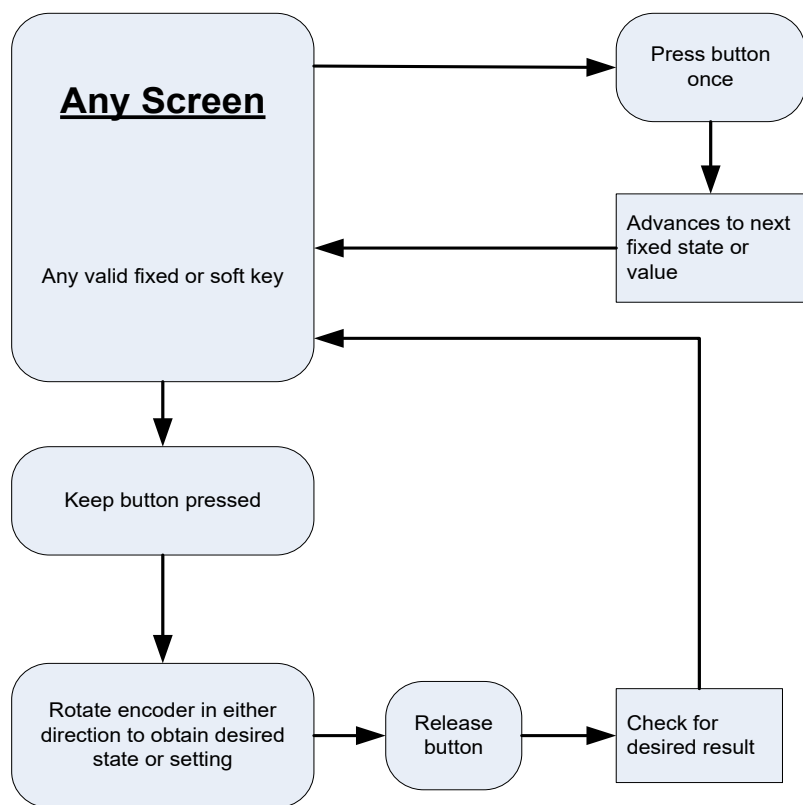 Any Screen
Any valid fixed or soft key
Press button
once
Advances to next
fixed state or
value
Keep button pressed
Rotate encoder in either
direction to obtain desired
state or setting
Release
button
Check for
desired result